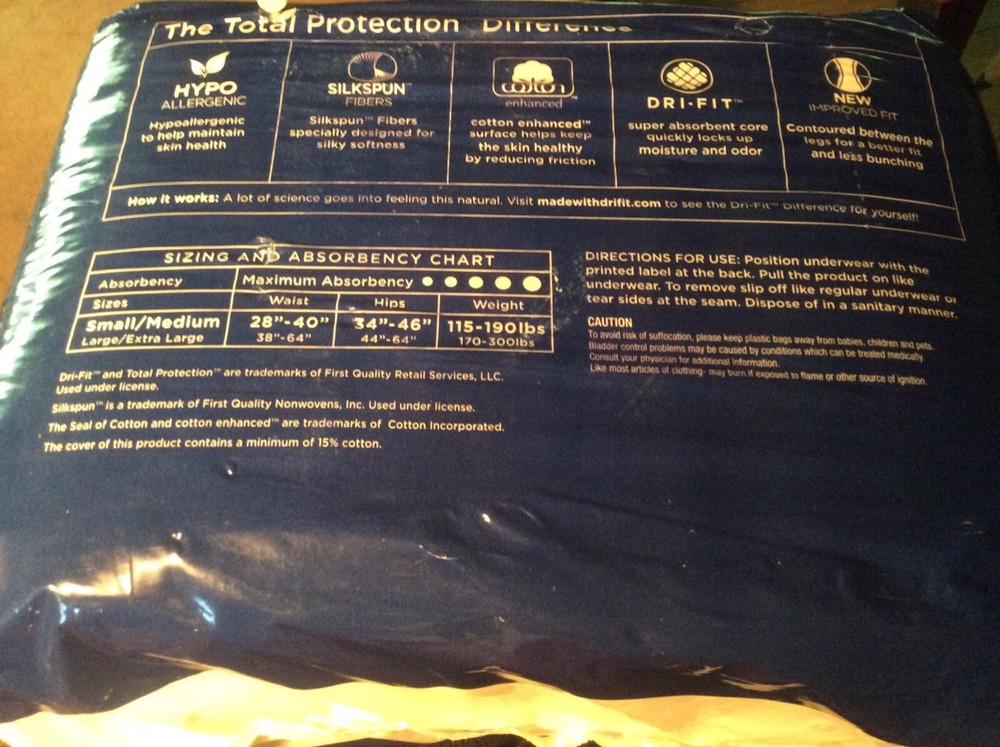 The Total Protection Difference
HYPO
ALLERGENIC
Hypoallergenic
to help maintain
skin health
SILKSPUN™
FIBERS
Silkspun™ Fibers
specially designed for
silky softness
cotton™
enhanced
cotton enhanced™
surface helps keep
the skin healthy
by reducing friction
DRI•FIT™
super absorbent core
quickly locks up
moisture and odor
NEW
IMPROVED FIT
Contoured between the
legs for a better fit
and less bunching
How it works: A lot of science goes into feeling this natural. Visit madewithdrifit.com to see the Dri-Fit™ Difference for yourself!
SIZING AND ABSORBENCY CHART
Absorbency Maximum Absorbency
Sizes Waist Hips Weight
Small/Medium 28"-40" 34"-46" 115-190lbs
Large/Extra Large 38"-64" 44"-64" 170-300lbs
Dri-Fit™ and Total Protection™ are trademarks of First Quality Retail Services, LLC.
Used under license.
Silkspun™ is a trademark of First Quality Nonwovens, Inc. Used under license.
The Seal of Cotton and cotton enhanced™ are trademarks of Cotton Incorporated.
The cover of this product contains a minimum of 15% cotton.
DIRECTIONS FOR USE: Position underwear with the
printed label at the back. Pull the product on like
underwear. To remove slip off like regular underwear or
tear sides at the seam. Dispose of in a sanitary manner.
CAUTION
To avoid risk of suffocation, please keep plastic bags away from babies, children and pets.
Bladder control problems may be caused by conditions which can be treated medically.
Consult your physician for additional information.
Like most articles of clothing- may burn if exposed to flame or other source of ignition.